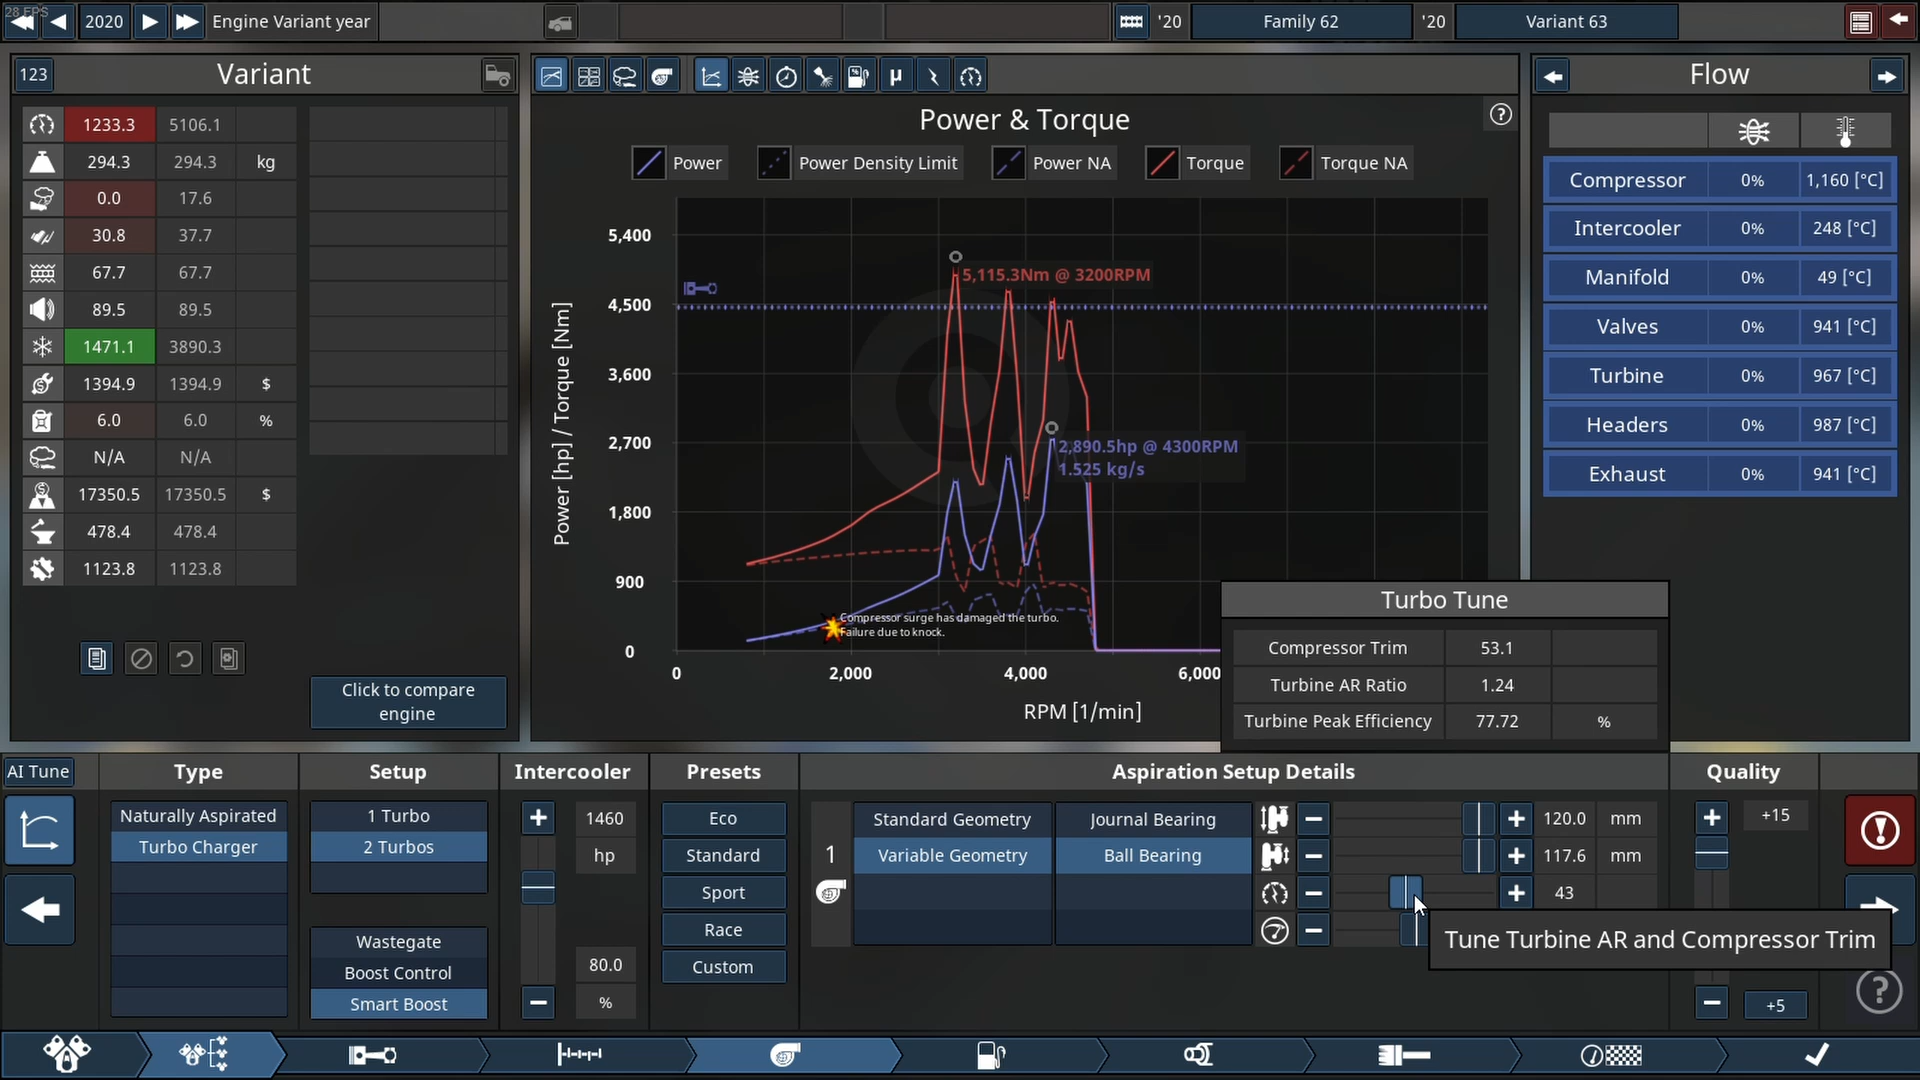 28 FPS
2020
Engine Variant year
'20
Family 62
'20
Variant 63
123
Variant
1233.3 5106.1
294.3 294.3 kg
0.0 17.6
30.8 37.7
67.7 67.7
89.5 89.5
1471.1 3890.3
1394.9 1394.9 $
6.0 6.0 %
N/A N/A
17350.5 17350.5 $
478.4 478.4
1123.8 1123.8
Click to compare
engine
μ
Power & Torque
?
Power
Power Density Limit
Power NA
Torque
Torque NA
Power [hp] / Torque [Nm]
5,400
4,500
3,600
2,700
1,800
900
0
5,115.3Nm @ 3200RPM
2,890.5hp @ 4300RPM
1.525 kg/s
Compressor surge has damaged the turbo.
Failure due to knock.
0 2,000 4,000 6,000
RPM [1/min]
Flow
Compressor 0% 1,160 [°C]
Intercooler 0% 248 [°C]
Manifold 0% 49 [°C]
Valves 0% 941 [°C]
Turbine 0% 967 [°C]
Headers 0% 987 [°C]
Exhaust 0% 941 [°C]
Turbo Tune
Compressor Trim 53.1
Turbine AR Ratio 1.24
Turbine Peak Efficiency 77.72 %
AI Tune
Type
Naturally Aspirated
Turbo Charger
Setup
1 Turbo
2 Turbos
Wastegate
Boost Control
Smart Boost
Intercooler
1460
hp
80.0
%
Presets
Eco
Standard
Sport
Race
Custom
Aspiration Setup Details
1
Standard Geometry
Variable Geometry
Journal Bearing
Ball Bearing
120.0 mm
117.6 mm
43
Tune Turbine AR and Compressor Trim
Quality
+15
+5
?